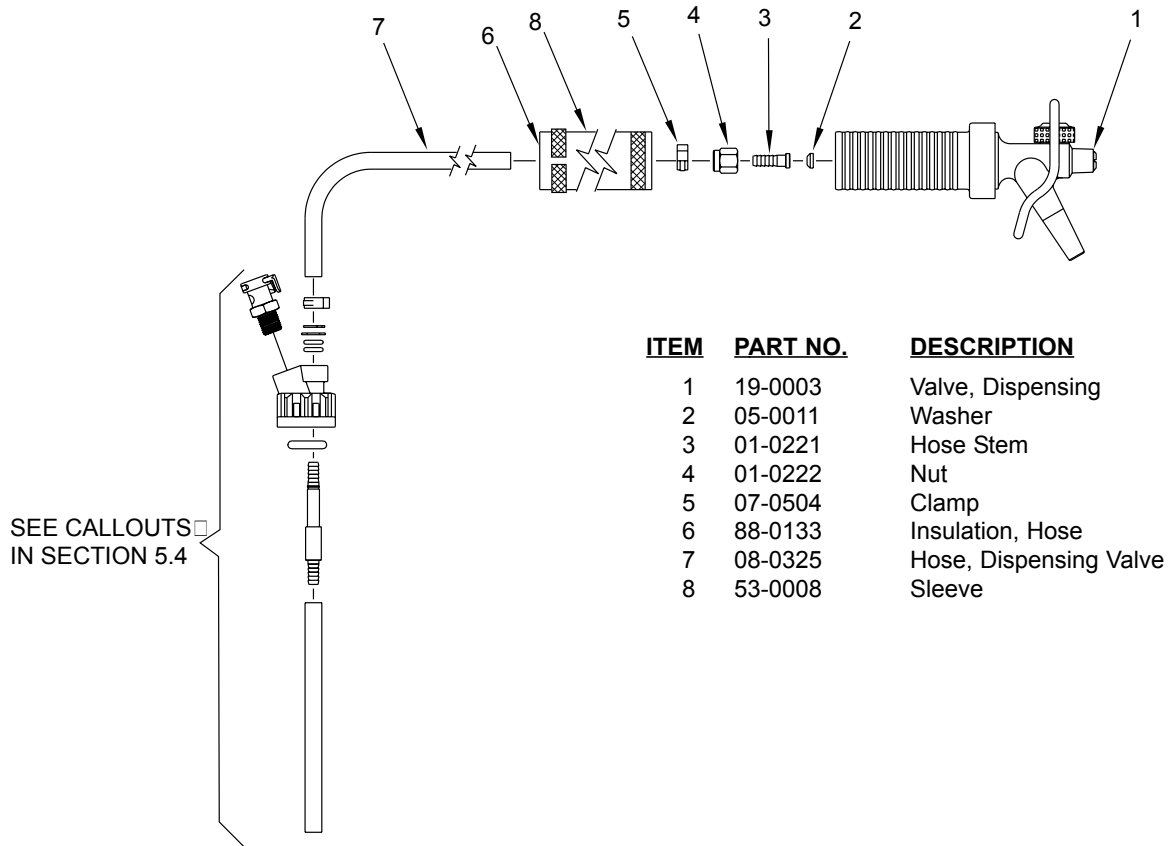 7 6 8 5 4 3 2 1
ITEM PART NO. DESCRIPTION
1 19-0003 Valve, Dispensing
2 05-0011 Washer
3 01-0221 Hose Stem
4 01-0222 Nut
5 07-0504 Clamp
6 88-0133 Insulation, Hose
7 08-0325 Hose, Dispensing Valve
8 53-0008 Sleeve
SEE CALLOUTS□
IN SECTION 5.4